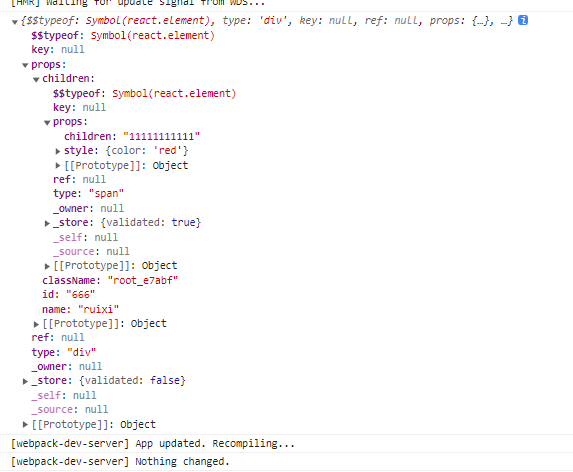 [HMR] Waiting for update signal from WDS...
{$$typeof: Symbol(react.element), type: 'div', key: null, ref: null, props: {…}, …}
$$typeof: Symbol(react.element)
key: null
props:
children:
$$typeof: Symbol(react.element)
key: null
props:
children: "11111111111"
style: {color: 'red'}
[[Prototype]]: Object
ref: null
type: "span"
_owner: null
_store: {validated: true}
_self: null
_source: null
[[Prototype]]: Object
className: "root_e7abf"
id: "666"
name: "ruixi"
[[Prototype]]: Object
ref: null
type: "div"
_owner: null
_store: {validated: false}
_self: null
_source: null
[[Prototype]]: Object
[webpack-dev-server] App updated. Recompiling...
[webpack-dev-server] Nothing changed.